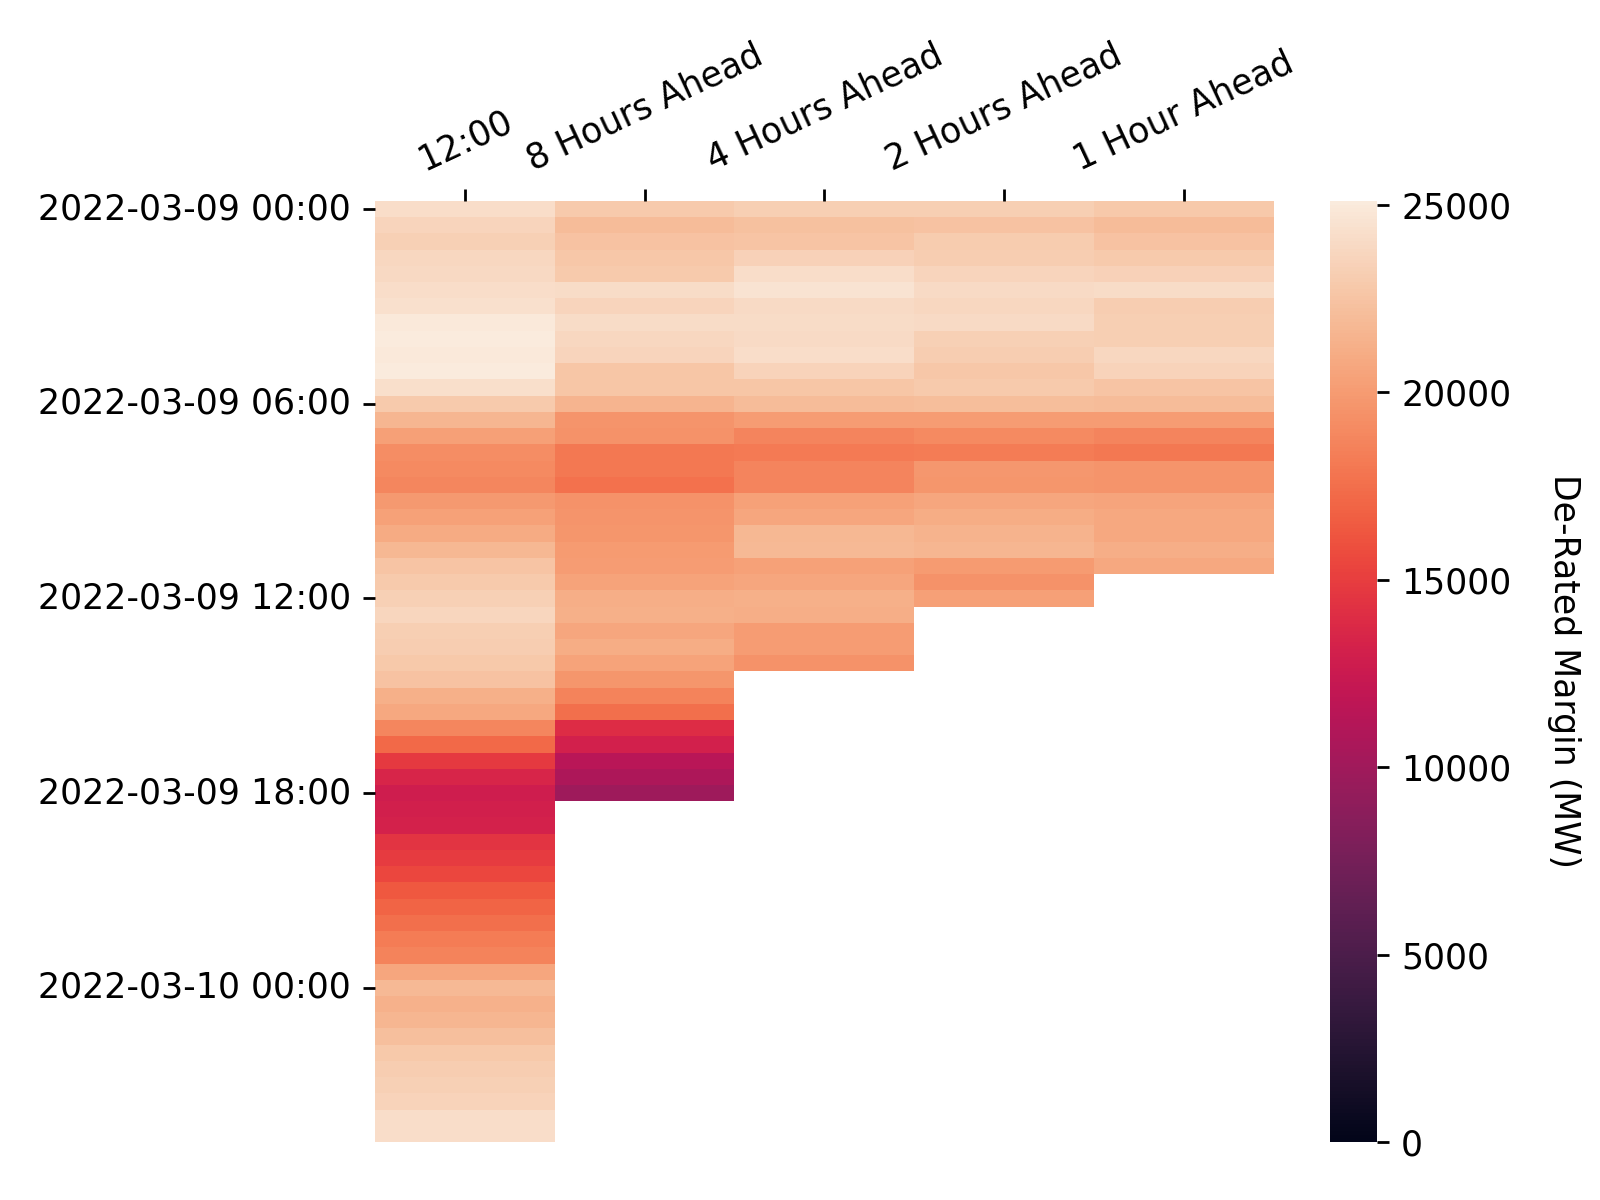 12:00
8 Hours Ahead
4 Hours Ahead
2 Hours Ahead
1 Hour Ahead
2022-03-09 00:00
2022-03-09 06:00
2022-03-09 12:00
2022-03-09 18:00
2022-03-10 00:00
25000
20000
15000
10000
5000
0
De-Rated Margin (MW)